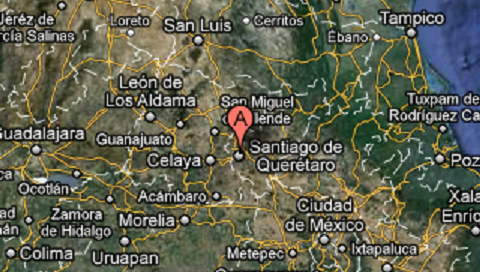 Jeréz de
García Salinas
Loreto
San Luis
Cerritos
Tampico
Ébano
León de
Los Aldama
San Miguel
Allende
A
Tuxpam de
Rodríguez Ca
Guadalajara
Guanajuato
Celaya
Santiago de
Querétaro
Poz
Ocotlán
Acámbaro
Zamora
de Hidalgo
Morelia
Ciudad
de México
Xala
Enríc
Colima
Uruapan
Metepec
Ixtapaluca